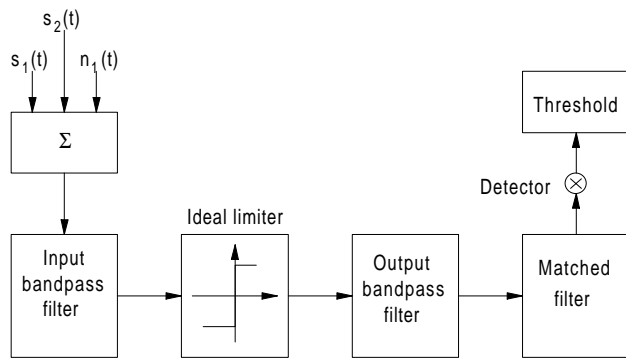 s₂(t)
s₁(t)
n₁(t)
Σ
Threshold
Detector
Ideal limiter
Input
bandpass
filter
Output
bandpass
filter
Matched
filter